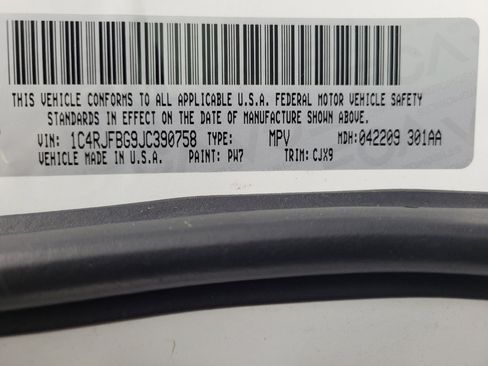 THIS VEHICLE CONFORMS TO ALL APPLICABLE U.S.A. FEDERAL MOTOR VEHICLE SAFETY
STANDARDS IN EFFECT ON THE DATE OF MANUFACTURE SHOWN ABOVE.
VIN: 1C4RJFBG9JC390758 TYPE: MPV MDH:042209 301AA
VEHICLE MADE IN U.S.A. PAINT: PW7 TRIM:CJX9